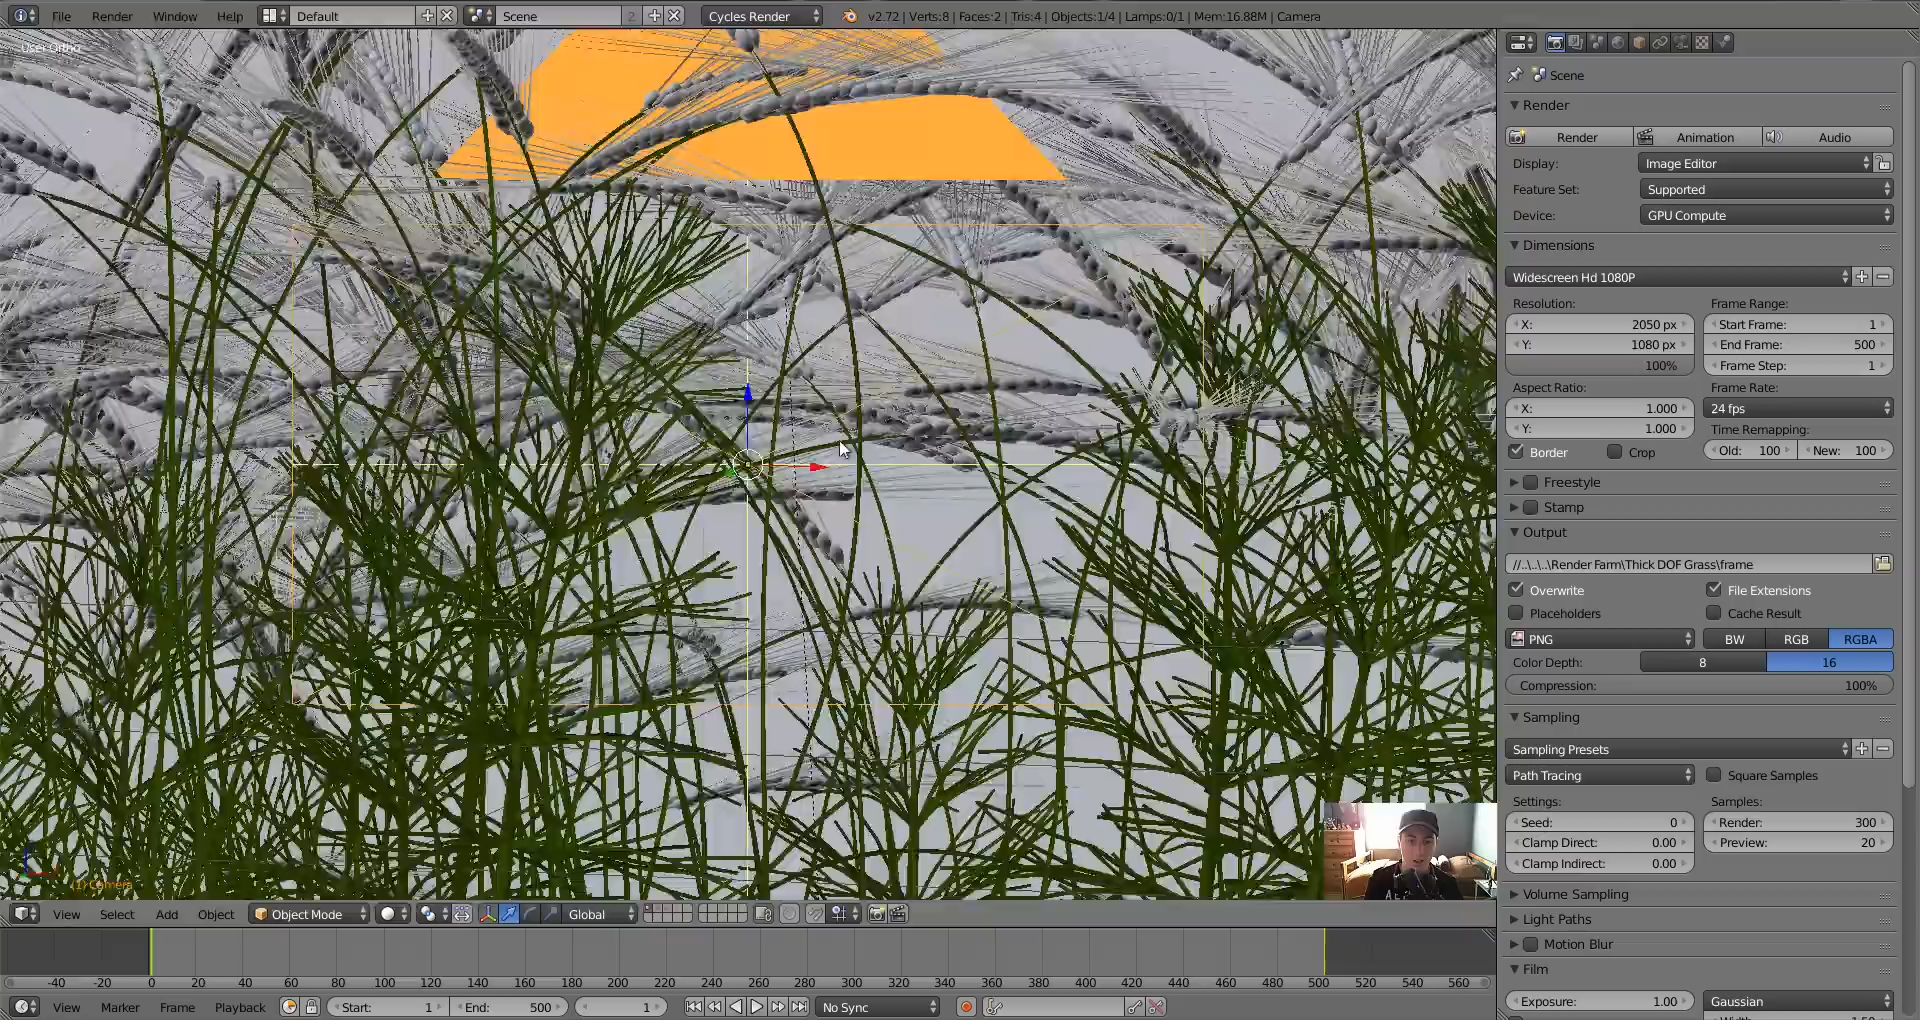 File Render Window Help Default Scene 2 Cycles Render v2.72 | Verts:8 | Faces:2 | Tris:4 | Objects:1/4 | Lamps:0/1 | Mem:16.88M | Camera
User Ortho
(1) Camera
Scene
Render
Render Animation Audio
Display: Image Editor
Feature Set: Supported
Device: GPU Compute
Dimensions
Widescreen Hd 1080P
Resolution: Frame Range:
X: 2050 px Start Frame: 1
Y: 1080 px End Frame: 500
100% Frame Step: 1
Aspect Ratio: Frame Rate:
X: 1.000 24 fps
Y: 1.000 Time Remapping:
Border Crop Old: 100 New: 100
Freestyle
Stamp
Output
//..\..\..\Render Farm\Thick DOF Grass\frame
Overwrite File Extensions
Placeholders Cache Result
PNG BW RGB RGBA
Color Depth: 8 16
Compression: 100%
Sampling
Sampling Presets
Path Tracing Square Samples
Settings: Samples:
Seed: 0 Render: 300
Clamp Direct: 0.00 Preview: 20
Clamp Indirect: 0.00
Volume Sampling
Light Paths
Motion Blur
Film
Exposure: 1.00 Gaussian
View Select Add Object Object Mode Global
-40 -20 0 20 40 60 80 100 120 140 160 180 200 220 240 260 280 300 320 340 360 380 400 420 440 460 480 500 520 540 560
View Marker Frame Playback Start: 1 End: 500 1 No Sync